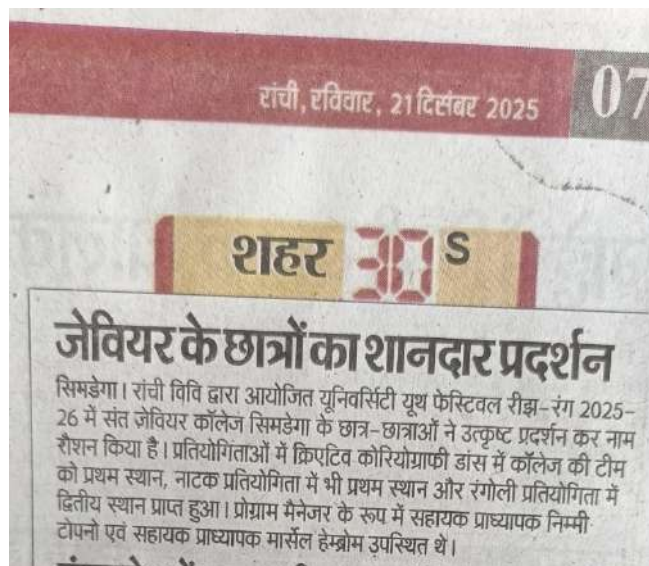 रांची, रविवार, 21 दिसंबर 2025
07
शहर 30 S
जेवियर के छात्रों का शानदार प्रदर्शन
सिमडेगा। रांची विवि द्वारा आयोजित यूनिवर्सिटी यूथ फेस्टिवल रीझ-रंग 2025-
26 में संत ज़ेवियर कॉलेज सिमडेगा के छात्र-छात्राओं ने उत्कृष्ट प्रदर्शन कर नाम
रौशन किया है। प्रतियोगिताओं में क्रिएटिव कोरियोग्राफी डांस में कॉलेज की टीम
को प्रथम स्थान, नाटक प्रतियोगिता में भी प्रथम स्थान और रंगोली प्रतियोगिता में
द्वितीय स्थान प्राप्त हुआ। प्रोग्राम मैनेजर के रूप में सहायक प्राध्यापक निम्मी
टोपनो एवं सहायक प्राध्यापक मार्सेल हेम्ब्रोम उपस्थित थे।